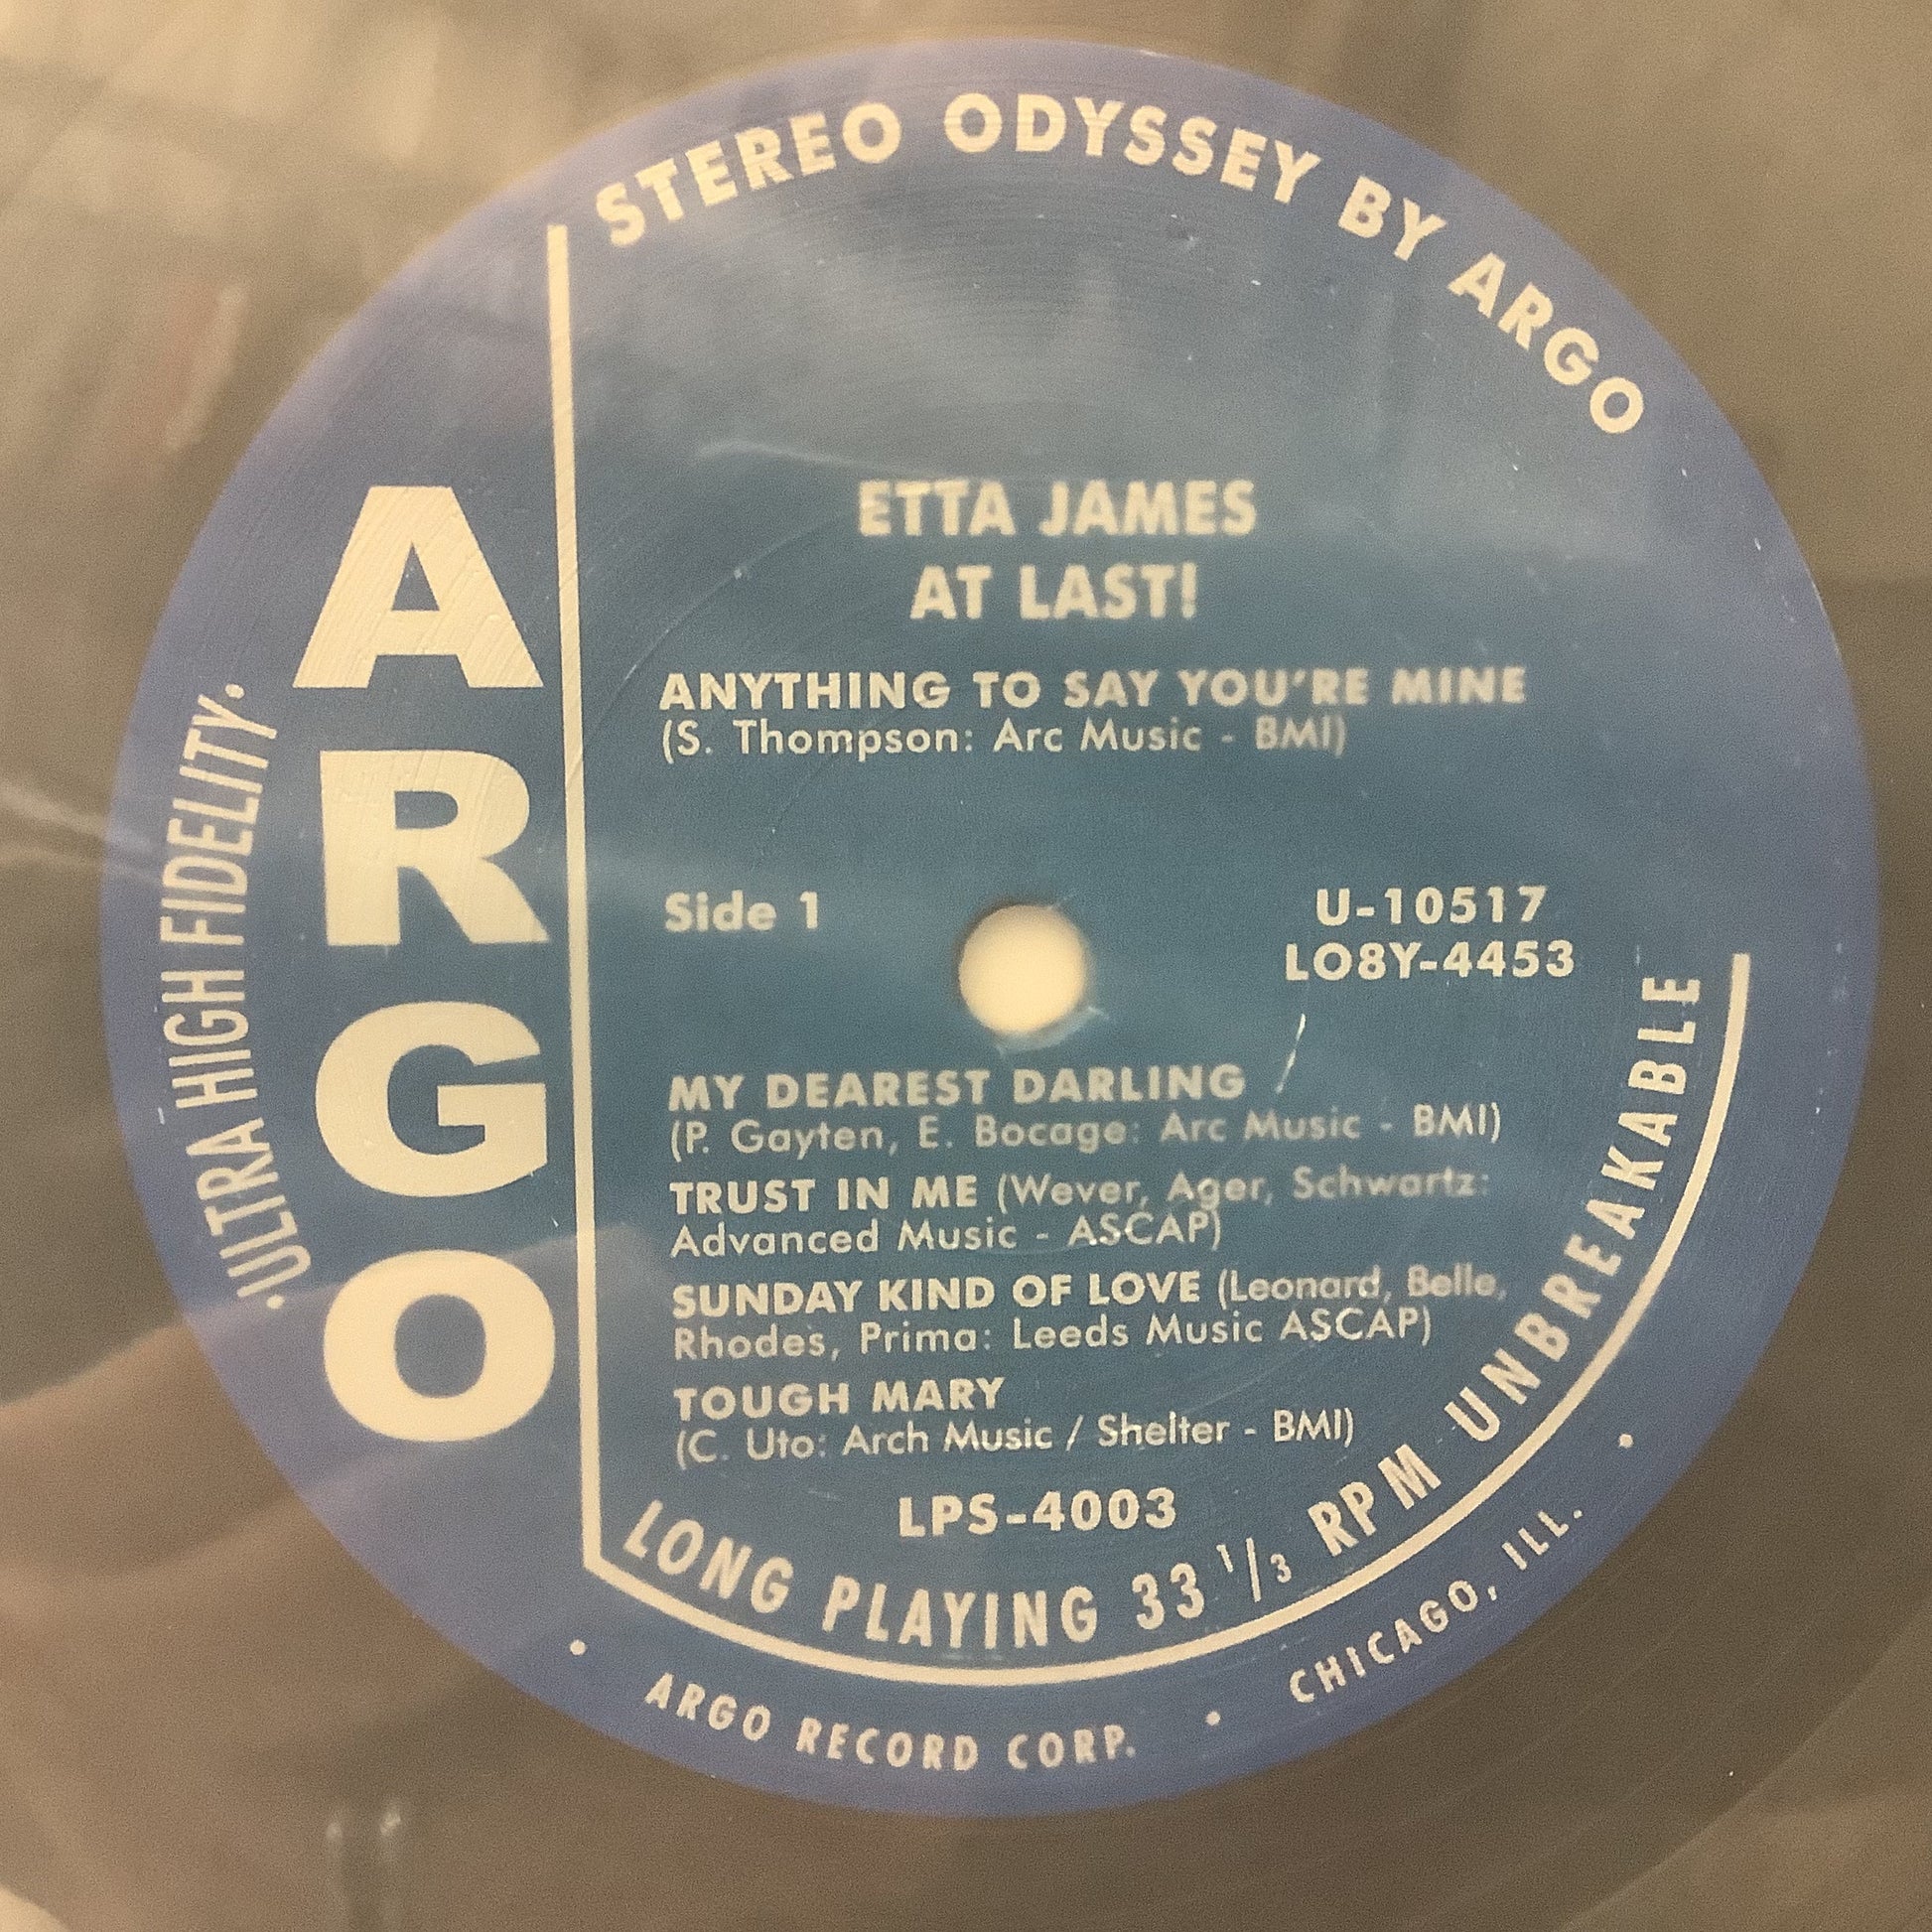 STEREO ODYSSEY BY ARGO
ARGO
·ULTRA HIGH FIDELITY·
ETTA JAMES
AT LAST!
ANYTHING TO SAY YOU'RE MINE
(S. Thompson: Arc Music - BMI)
Side 1
U-10517
LO8Y-4453
MY DEAREST DARLING
(P. Gayten, E. Bocage: Arc Music - BMI)
TRUST IN ME (Wever, Ager, Schwartz:
Advanced Music - ASCAP)
SUNDAY KIND OF LOVE (Leonard, Belle,
Rhodes, Prima: Leeds Music ASCAP)
TOUGH MARY
(C. Uto: Arch Music / Shelter - BMI)
LPS-4003
LONG PLAYING 33 1/3 RPM UNBREAKABLE
• ARGO RECORD CORP. • CHICAGO, ILL. •